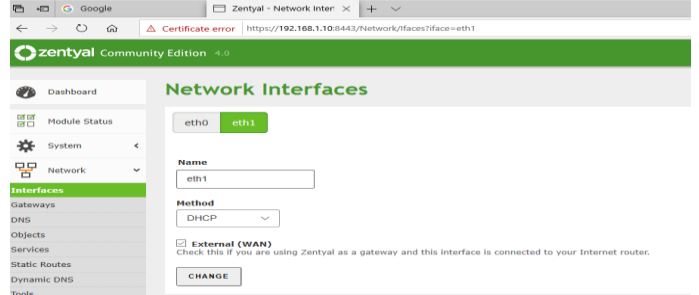 Google
Zentyal - Network Inter
Certificate error
https://192.168.1.10:8443/Network/Ifaces?iface=eth1
zentyal Community Edition 4.0
Dashboard
Module Status
System
Network
Interfaces
Gateways
DNS
Objects
Services
Static Routes
Dynamic DNS
Tools
Network Interfaces
eth0 eth1
Name
eth1
Method
DHCP
External (WAN)
Check this if you are using Zentyal as a gateway and this interface is connected to your Internet router.
CHANGE